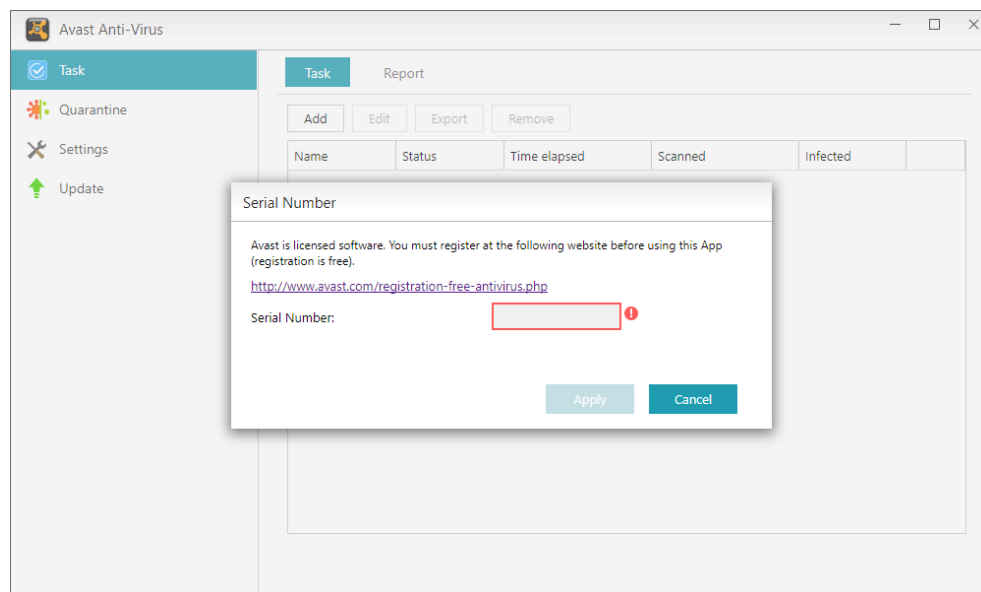 Avast Anti-Virus
Task
Quarantine
Settings
Update
Task Report
Add Edit Export Remove
Name Status Time elapsed Scanned Infected
Serial Number
Avast is licensed software. You must register at the following website before using this App
(registration is free).
http://www.avast.com/registration-free-antivirus.php
Serial Number:
Apply Cancel